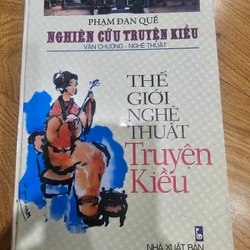 PHẠM ĐAN QUẾ
NGHIÊN CỨU TRUYỆN KIỀU
VĂN CHƯƠNG - NGHỆ THUẬT
THẾ
GIỚI
NGHỆ
THUẬT
Truyện
Kiều
NHÀ XUẤT BẢN